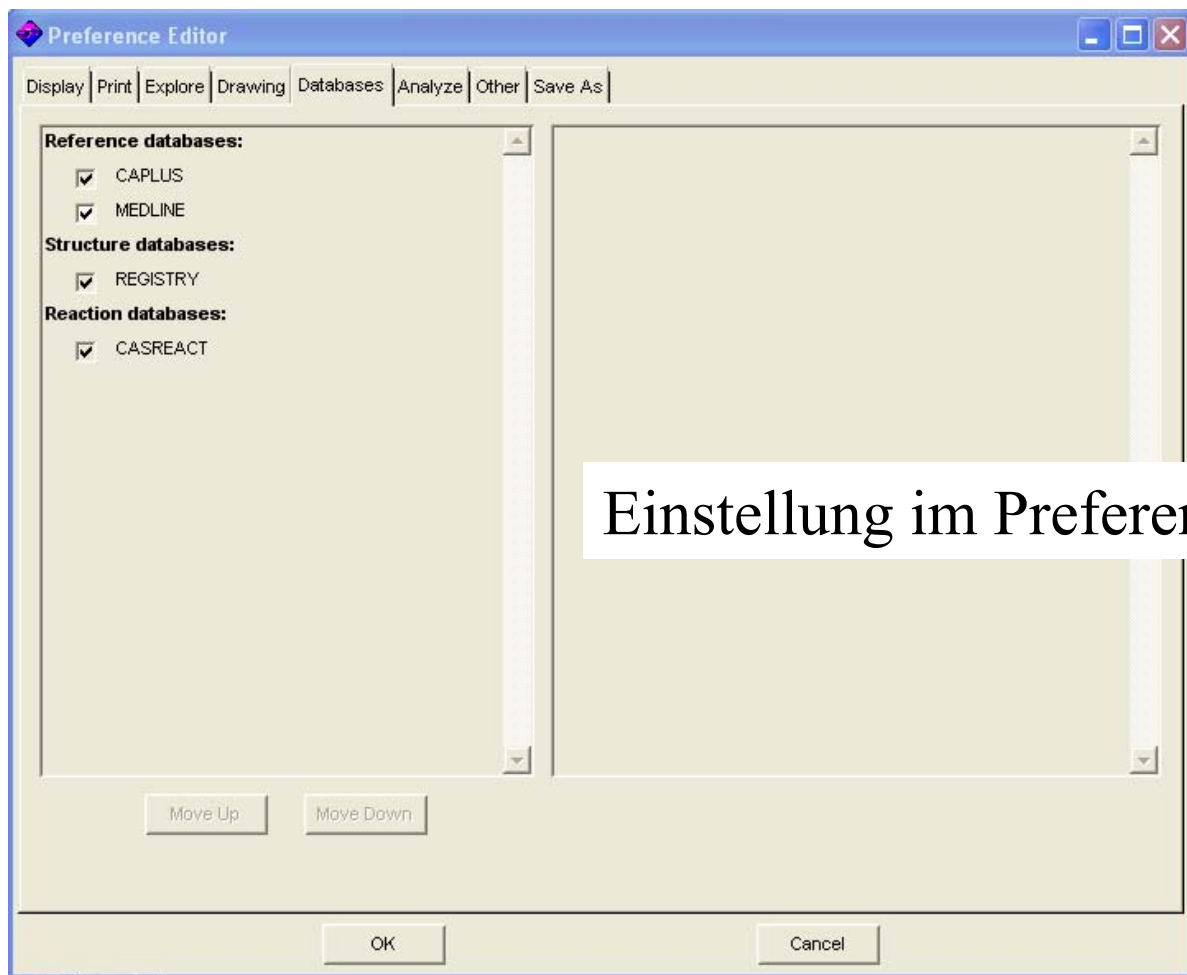 Preference Editor
Display Print Explore Drawing Databases Analyze Other Save As
Reference databases:
CAPLUS
MEDLINE
Structure databases:
REGISTRY
Reaction databases:
CASREACT
Einstellung im
Move Up Move Down
OK Cancel